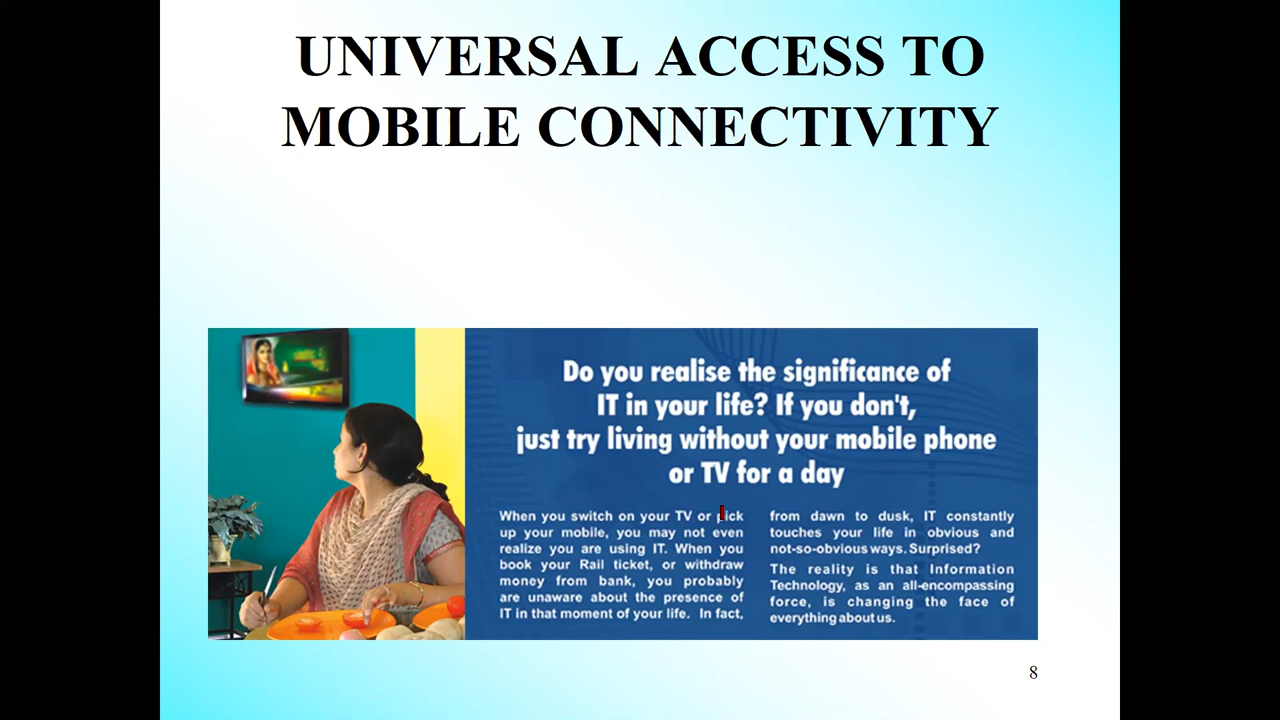 UNIVERSAL ACCESS TO
MOBILE CONNECTIVITY
Do you realise the significance of
IT in your life? If you don't,
just try living without your mobile phone
or TV for a day
When you switch on your TV or pick
up your mobile, you may not even
realize you are using IT. When you
book your Rail ticket, or withdraw
money from bank, you probably
are unaware about the presence of
IT in that moment of your life. In fact,
from dawn to dusk, IT constantly
touches your life in obvious and
not-so-obvious ways. Surprised?
The reality is that Information
Technology, as an all-encompassing
force, is changing the face of
everything about us.
8